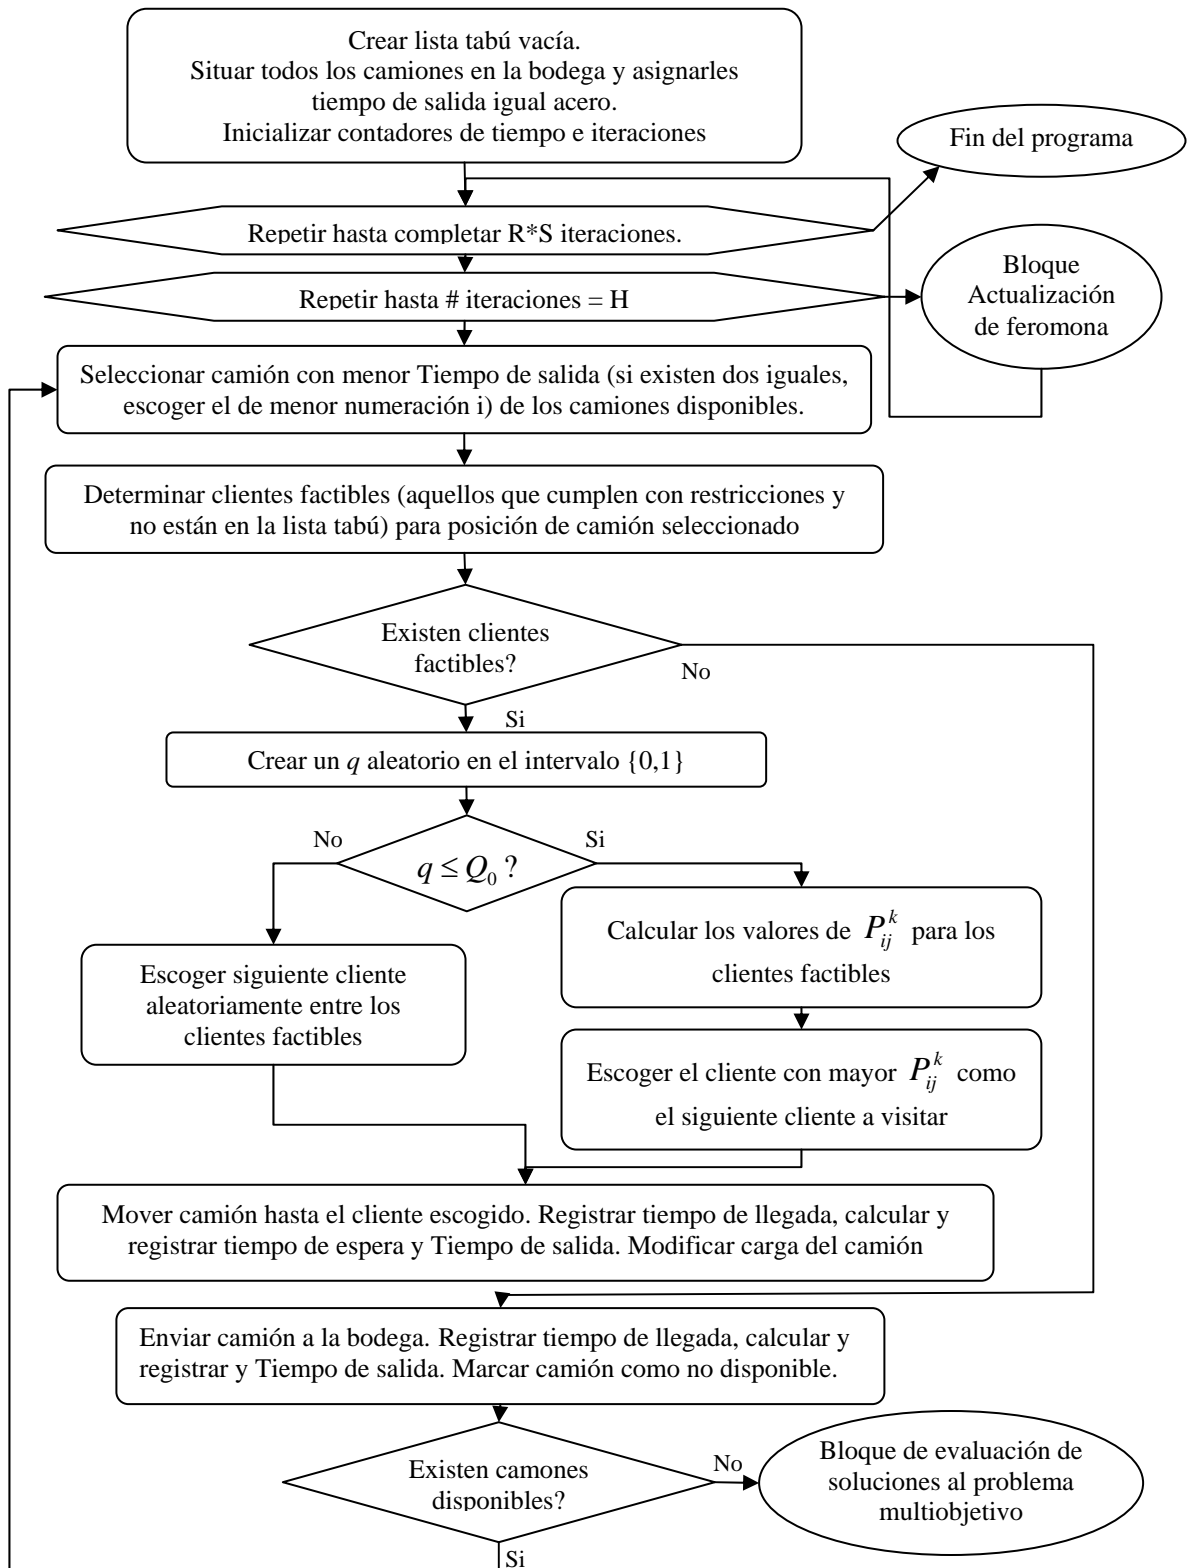 Crear lista tabú vacía.
Situar todos los camiones en la bodega y asignarles
tiempo de salida igual acero.
Inicializar contadores de tiempo e iteraciones
Fin del programa
Repetir hasta completar R*S iteraciones.
Repetir hasta # iteraciones = H
Bloque
Actualización
de feromona
Seleccionar camión con menor Tiempo de salida (si existen dos iguales,
escoger el de menor numeración i) de los camiones disponibles.
Determinar clientes factibles (aquellos que cumplen con restricciones y
no están en la lista tabú) para posición de camión seleccionado
Existen clientes
factibles?
No
Si
Crear un q aleatorio en el intervalo {0,1}
No
Si
q ≤ Q_0 ?
Calcular los valores de P_{ij}^k para los
clientes factibles
Escoger siguiente cliente
aleatoriamente entre los
clientes factibles
Escoger el cliente con mayor P_{ij}^k como
el siguiente cliente a visitar
Mover camión hasta el cliente escogido. Registrar tiempo de llegada, calcular y
registrar tiempo de espera y Tiempo de salida. Modificar carga del camión
Enviar camión a la bodega. Registrar tiempo de llegada, calcular y
registrar y Tiempo de salida. Marcar camión como no disponible.
Existen camones
disponibles?
No
Bloque de evaluación de
soluciones al problema
multiobjetivo
Si